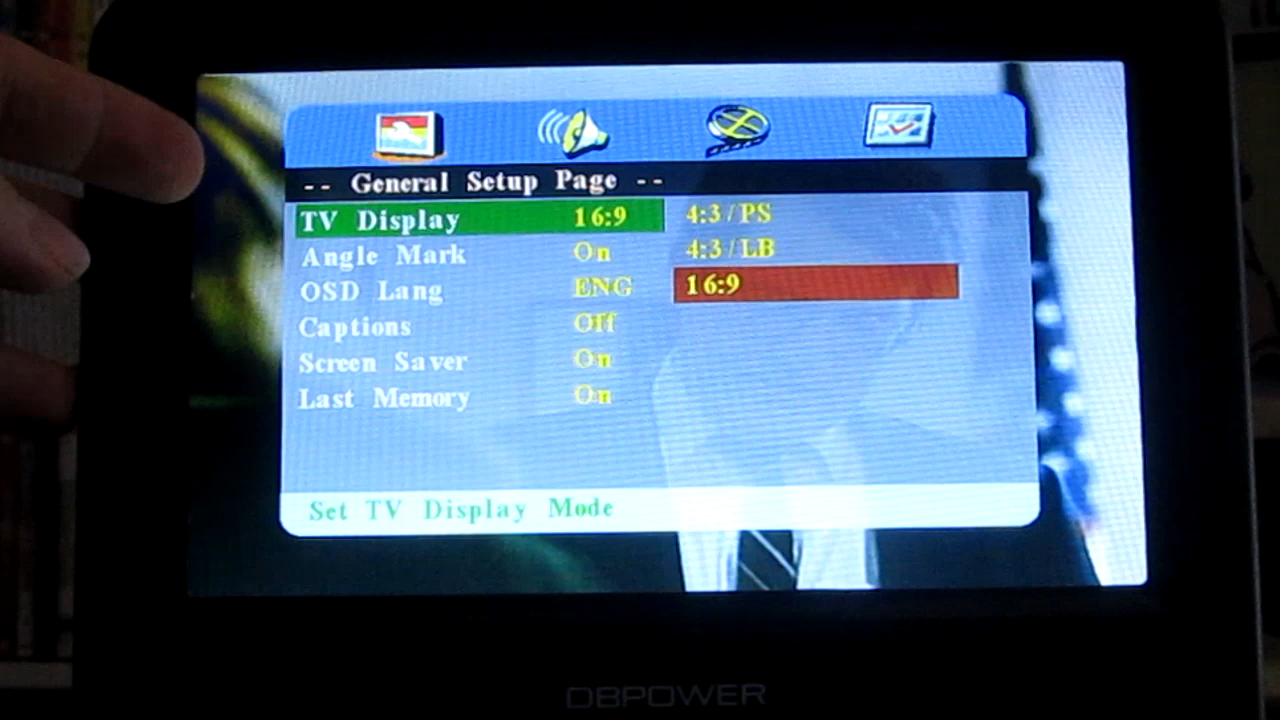 -- General Setup Page --
TV Display 16:9 4:3/PS
Angle Mark On 4:3/LB
OSD Lang ENG 16:9
Captions Off
Screen Saver On
Last Memory On
Set TV Display Mode
DBPOWER